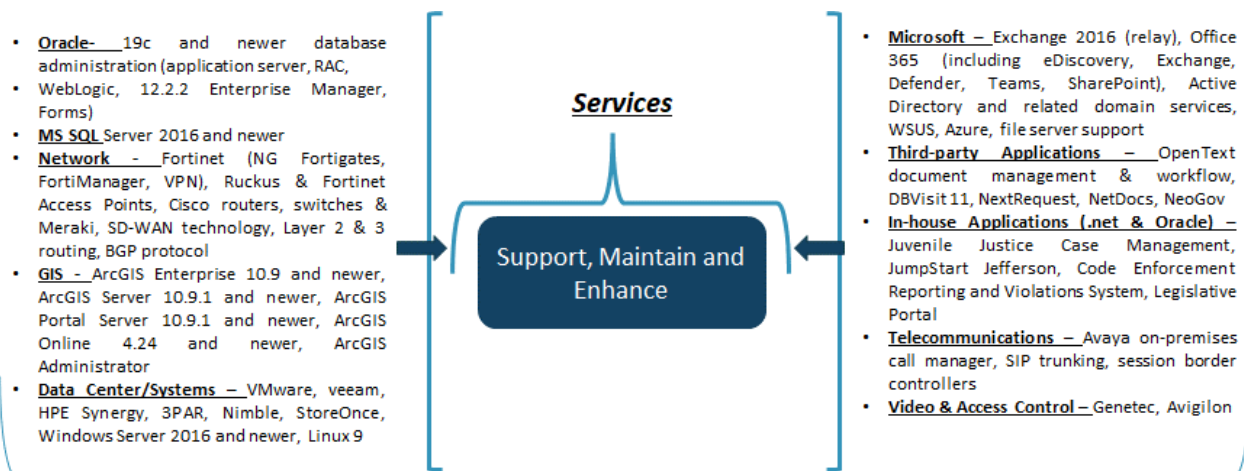 • Oracle- 19c and newer database
administration (application server, RAC,
• WebLogic, 12.2.2 Enterprise Manager,
Forms)
• MS SQL Server 2016 and newer
• Network - Fortinet (NG Fortigates,
FortiManager, VPN), Ruckus & Fortinet
Access Points, Cisco routers, switches &
Meraki, SD-WAN technology, Layer 2 & 3
routing, BGP protocol
• GIS - ArcGIS Enterprise 10.9 and newer,
ArcGIS Server 10.9.1 and newer, ArcGIS
Portal Server 10.9.1 and newer, ArcGIS
Online 4.24 and newer, ArcGIS
Administrator
• Data Center/Systems – VMware, veeam,
HPE Synergy, 3PAR, Nimble, StoreOnce,
Windows Server 2016 and newer, Linux 9
Services
Support, Maintain and
Enhance
• Microsoft – Exchange 2016 (relay), Office
365 (including eDiscovery, Exchange,
Defender, Teams, SharePoint), Active
Directory and related domain services,
WSUS, Azure, file server support
• Third-party Applications – OpenText
document management & workflow,
DBVisit 11, NextRequest, NetDocs, NeoGov
• In-house Applications (.net & Oracle) –
Juvenile Justice Case Management,
JumpStart Jefferson, Code Enforcement
Reporting and Violations System, Legislative
Portal
• Telecommunications – Avaya on-premises
call manager, SIP trunking, session border
controllers
• Video & Access Control – Genetec, Avigilon